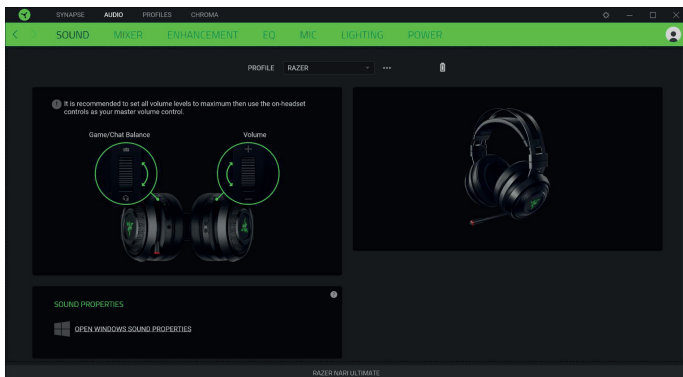 SYNAPSE AUDIO PROFILES CHROMA
SOUND MIXER ENHANCEMENT EQ MIC LIGHTING POWER
PROFILE RAZER
It is recommended to set all volume levels to maximum then use the on-headset
controls as your master volume control.
Game/Chat Balance Volume
SOUND PROPERTIES
OPEN WINDOWS SOUND PROPERTIES
RAZER NARI ULTIMATE